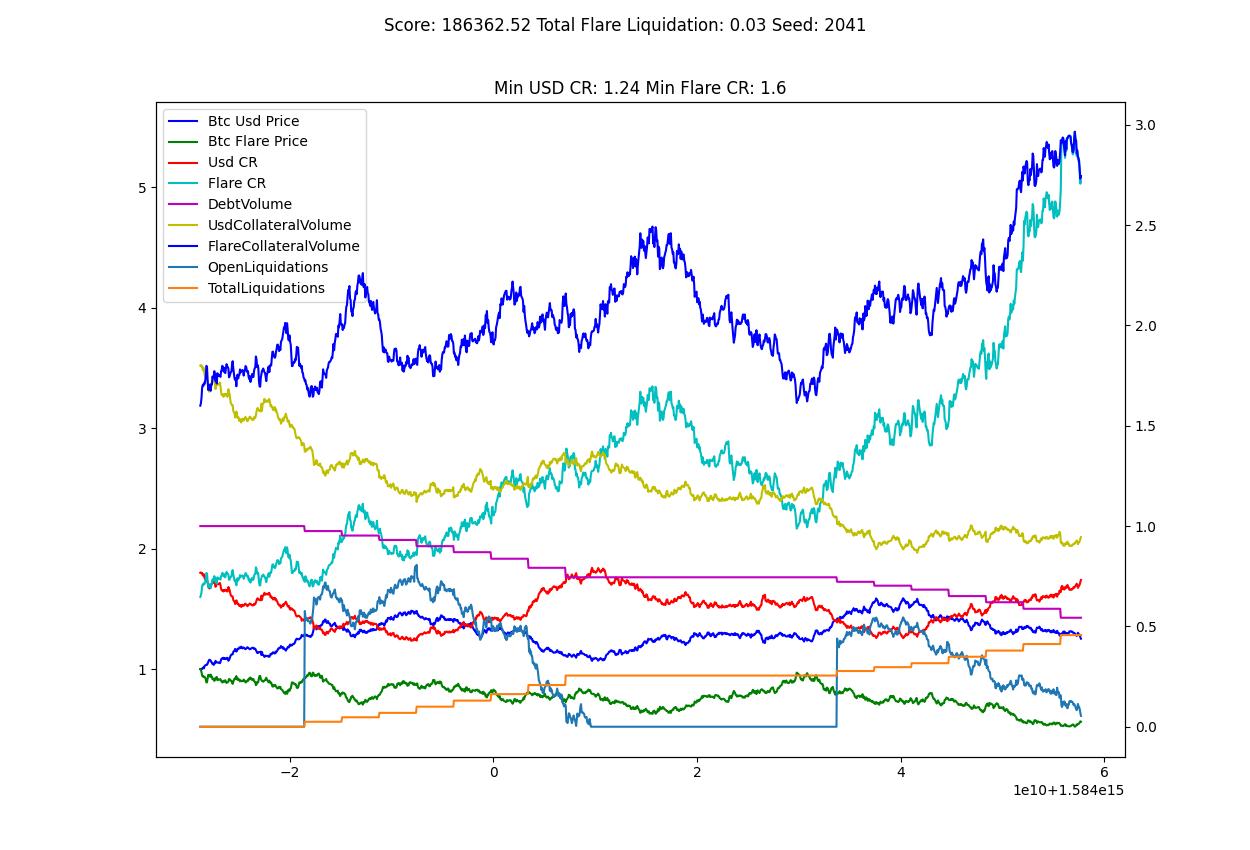 Score: 186362.52 Total Flare Liquidation: 0.03 Seed: 2041
Min USD CR: 1.24 Min Flare CR: 1.6
Btc Usd Price
Btc Flare Price
Usd CR
Flare CR
DebtVolume
UsdCollateralVolume
FlareCollateralVolume
OpenLiquidations
TotalLiquidations
5
4
3
2
1
3.0
2.5
2.0
1.5
1.0
0.5
0.0
−2
0
2
4
6
1e10+1.584e15